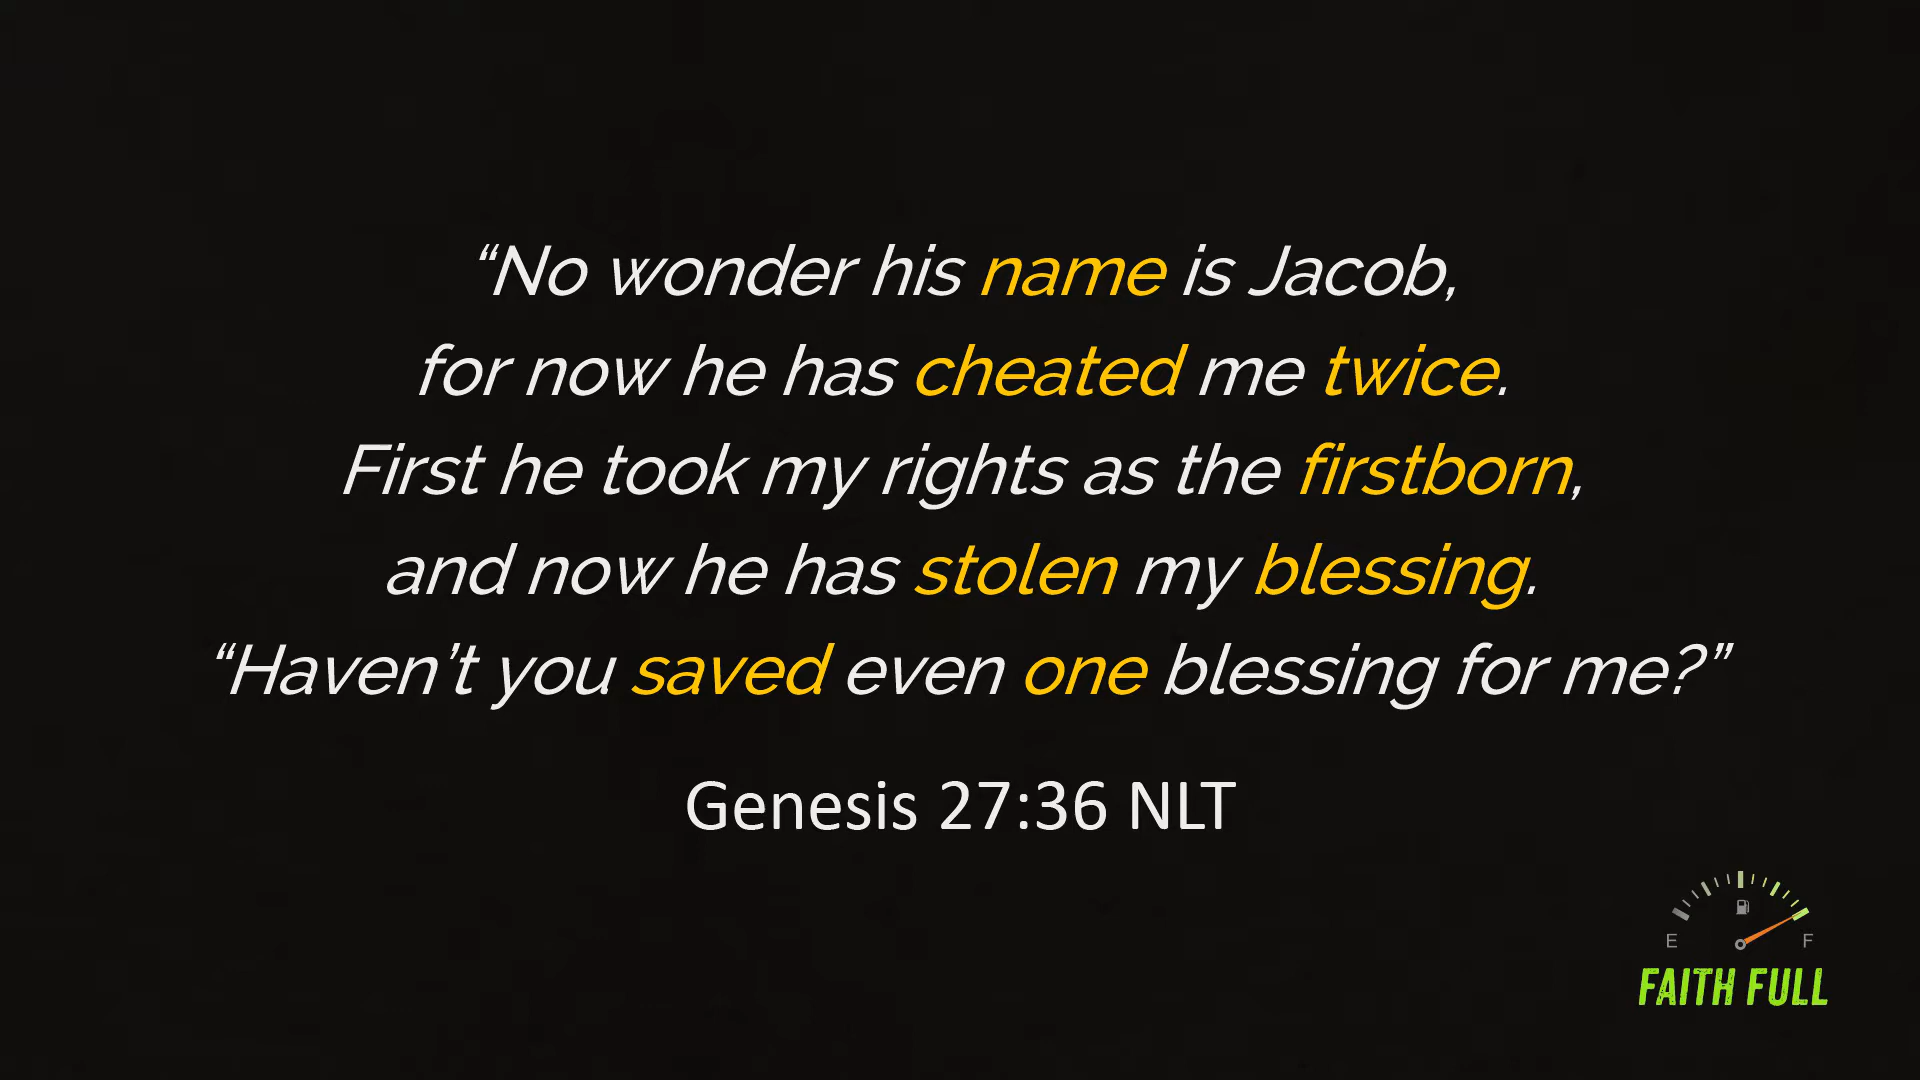 “No wonder his name is Jacob,
for now he has cheated me twice.
First he took my rights as the firstborn,
and now he has stolen my blessing.
“Haven’t you saved even one blessing for me?”
Genesis 27:36 NLT
E F
FAITH FULL